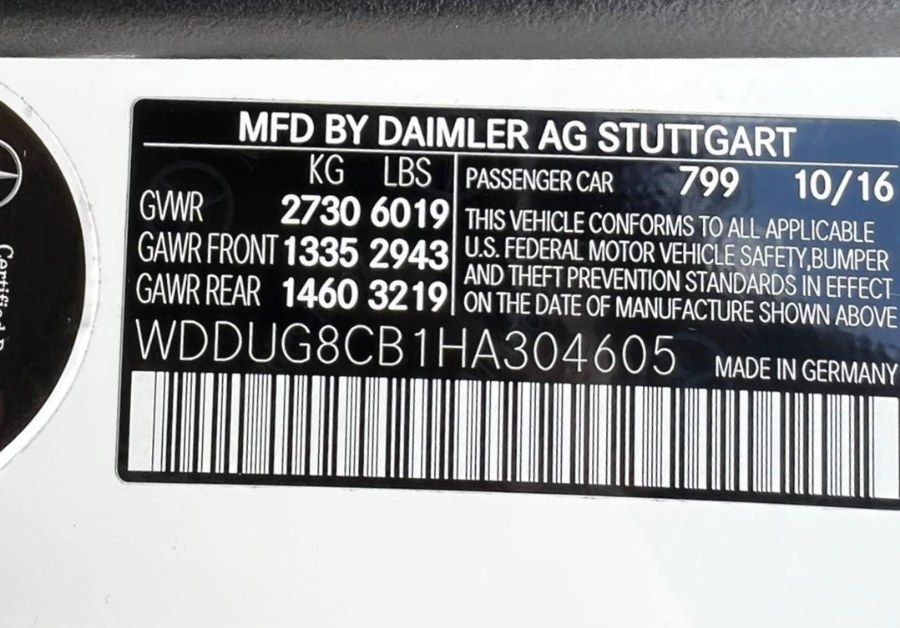 MFD BY DAIMLER AG STUTTGART
KG LBS
GVWR 2730 6019
GAWR FRONT 1335 2943
GAWR REAR 1460 3219
PASSENGER CAR 799 10/16
THIS VEHICLE CONFORMS TO ALL APPLICABLE
U.S. FEDERAL MOTOR VEHICLE SAFETY,BUMPER
AND THEFT PREVENTION STANDARDS IN EFFECT
ON THE DATE OF MANUFACTURE SHOWN ABOVE
WDDUG8CB1HA304605 MADE IN GERMANY
Certified